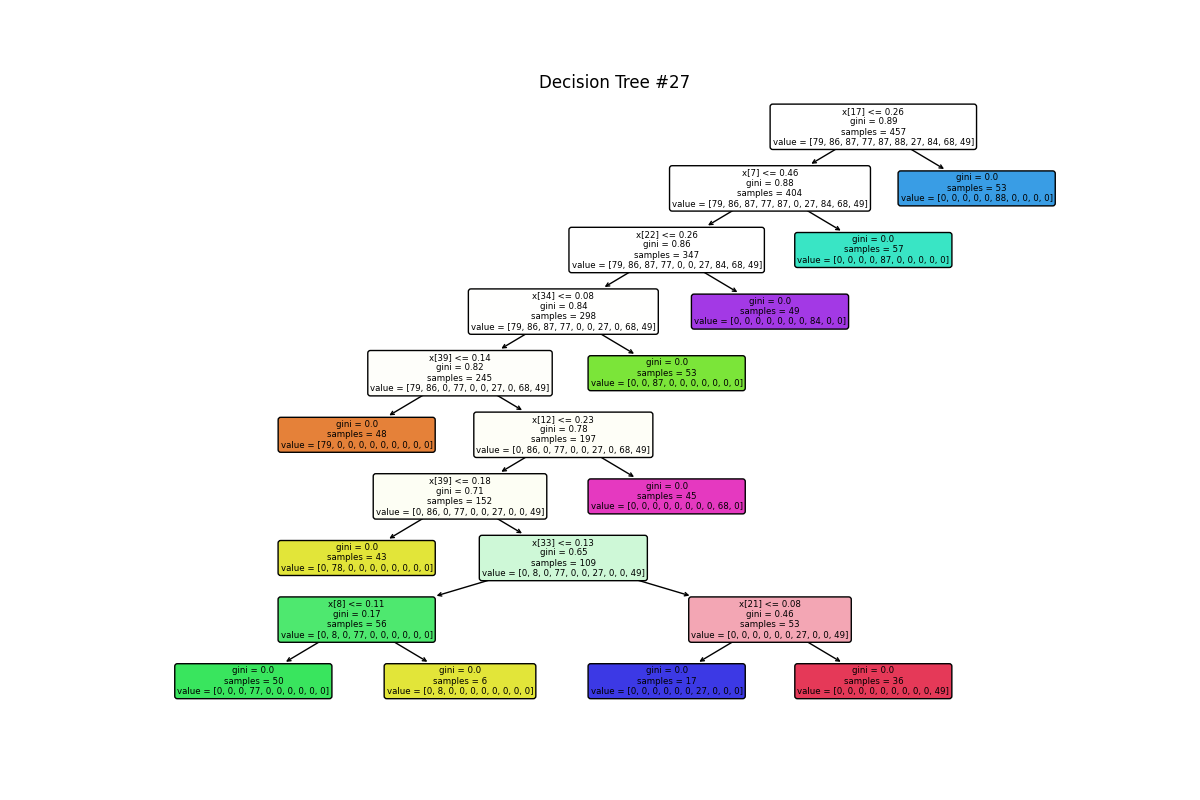 Decision Tree #27
x[17] <= 0.26
gini = 0.89
samples = 457
value = [79, 86, 87, 77, 87, 88, 27, 84, 68, 49]
x[7] <= 0.46
gini = 0.88
samples = 404
value = [79, 86, 87, 77, 87, 0, 27, 84, 68, 49]
gini = 0.0
samples = 53
value = [0, 0, 0, 0, 0, 88, 0, 0, 0, 0]
x[22] <= 0.26
gini = 0.86
samples = 347
value = [79, 86, 87, 77, 0, 0, 27, 84, 68, 49]
gini = 0.0
samples = 57
value = [0, 0, 0, 0, 87, 0, 0, 0, 0, 0]
x[34] <= 0.08
gini = 0.84
samples = 298
value = [79, 86, 87, 77, 0, 0, 27, 0, 68, 49]
gini = 0.0
samples = 49
value = [0, 0, 0, 0, 0, 0, 0, 84, 0, 0]
x[39] <= 0.14
gini = 0.82
samples = 245
value = [79, 86, 0, 77, 0, 0, 27, 0, 68, 49]
gini = 0.0
samples = 53
value = [0, 0, 87, 0, 0, 0, 0, 0, 0, 0]
gini = 0.0
samples = 48
value = [79, 0, 0, 0, 0, 0, 0, 0, 0, 0]
x[12] <= 0.23
gini = 0.78
samples = 197
value = [0, 86, 0, 77, 0, 0, 27, 0, 68, 49]
x[39] <= 0.18
gini = 0.71
samples = 152
value = [0, 86, 0, 77, 0, 0, 27, 0, 0, 49]
gini = 0.0
samples = 45
value = [0, 0, 0, 0, 0, 0, 0, 0, 68, 0]
gini = 0.0
samples = 43
value = [0, 78, 0, 0, 0, 0, 0, 0, 0, 0]
x[33] <= 0.13
gini = 0.65
samples = 109
value = [0, 8, 0, 77, 0, 0, 27, 0, 0, 49]
x[8] <= 0.11
gini = 0.17
samples = 56
value = [0, 8, 0, 77, 0, 0, 0, 0, 0, 0]
x[21] <= 0.08
gini = 0.46
samples = 53
value = [0, 0, 0, 0, 0, 0, 27, 0, 0, 49]
gini = 0.0
samples = 50
value = [0, 0, 0, 77, 0, 0, 0, 0, 0, 0]
gini = 0.0
samples = 6
value = [0, 8, 0, 0, 0, 0, 0, 0, 0, 0]
gini = 0.0
samples = 17
value = [0, 0, 0, 0, 0, 0, 27, 0, 0, 0]
gini = 0.0
samples = 36
value = [0, 0, 0, 0, 0, 0, 0, 0, 0, 49]